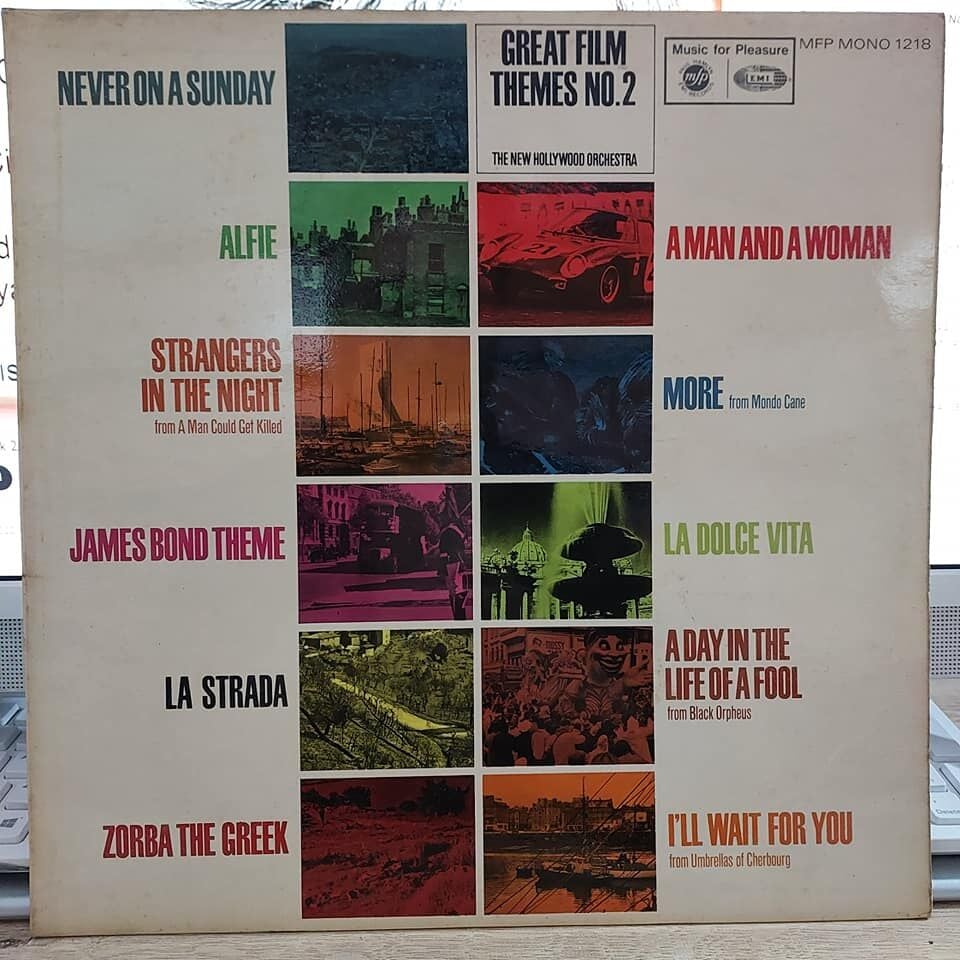 NEVER ON A SUNDAY
GREAT FILM
THEMES NO. 2
THE NEW HOLLYWOOD ORCHESTRA
Music for Pleasure
mfp
EMI
MFP MONO 1218
ALFIE
A MAN AND A WOMAN
21
STRANGERS
IN THE NIGHT
from A Man Could Get Killed
MORE from Mondo Cane
JAMES BOND THEME
LA DOLCE VITA
LA STRADA
A DAY IN THE
LIFE OF A FOOL
from Black Orpheus
ZORBA THE GREEK
I'LL WAIT FOR YOU
from Umbrellas of Cherbourg
Delete